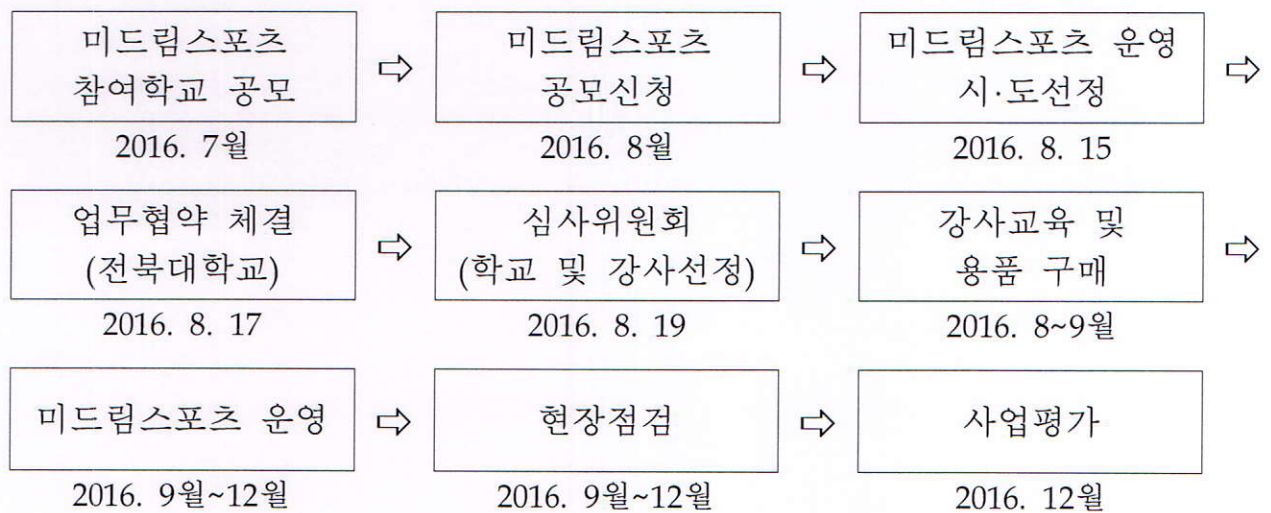 미드림스포츠
참여학교 공모
⇨
미드림스포츠
공모신청
⇨
미드림스포츠 운영
시·도선정
⇨
2016. 7월
2016. 8월
2016. 8. 15
업무협약 체결
(전북대학교)
⇨
심사위원회
(학교 및 강사선정)
⇨
강사교육 및
용품 구매
⇨
2016. 8. 17
2016. 8. 19
2016. 8~9월
미드림스포츠 운영
⇨
현장점검
⇨
사업평가
2016. 9월~12월
2016. 9월~12월
2016. 12월